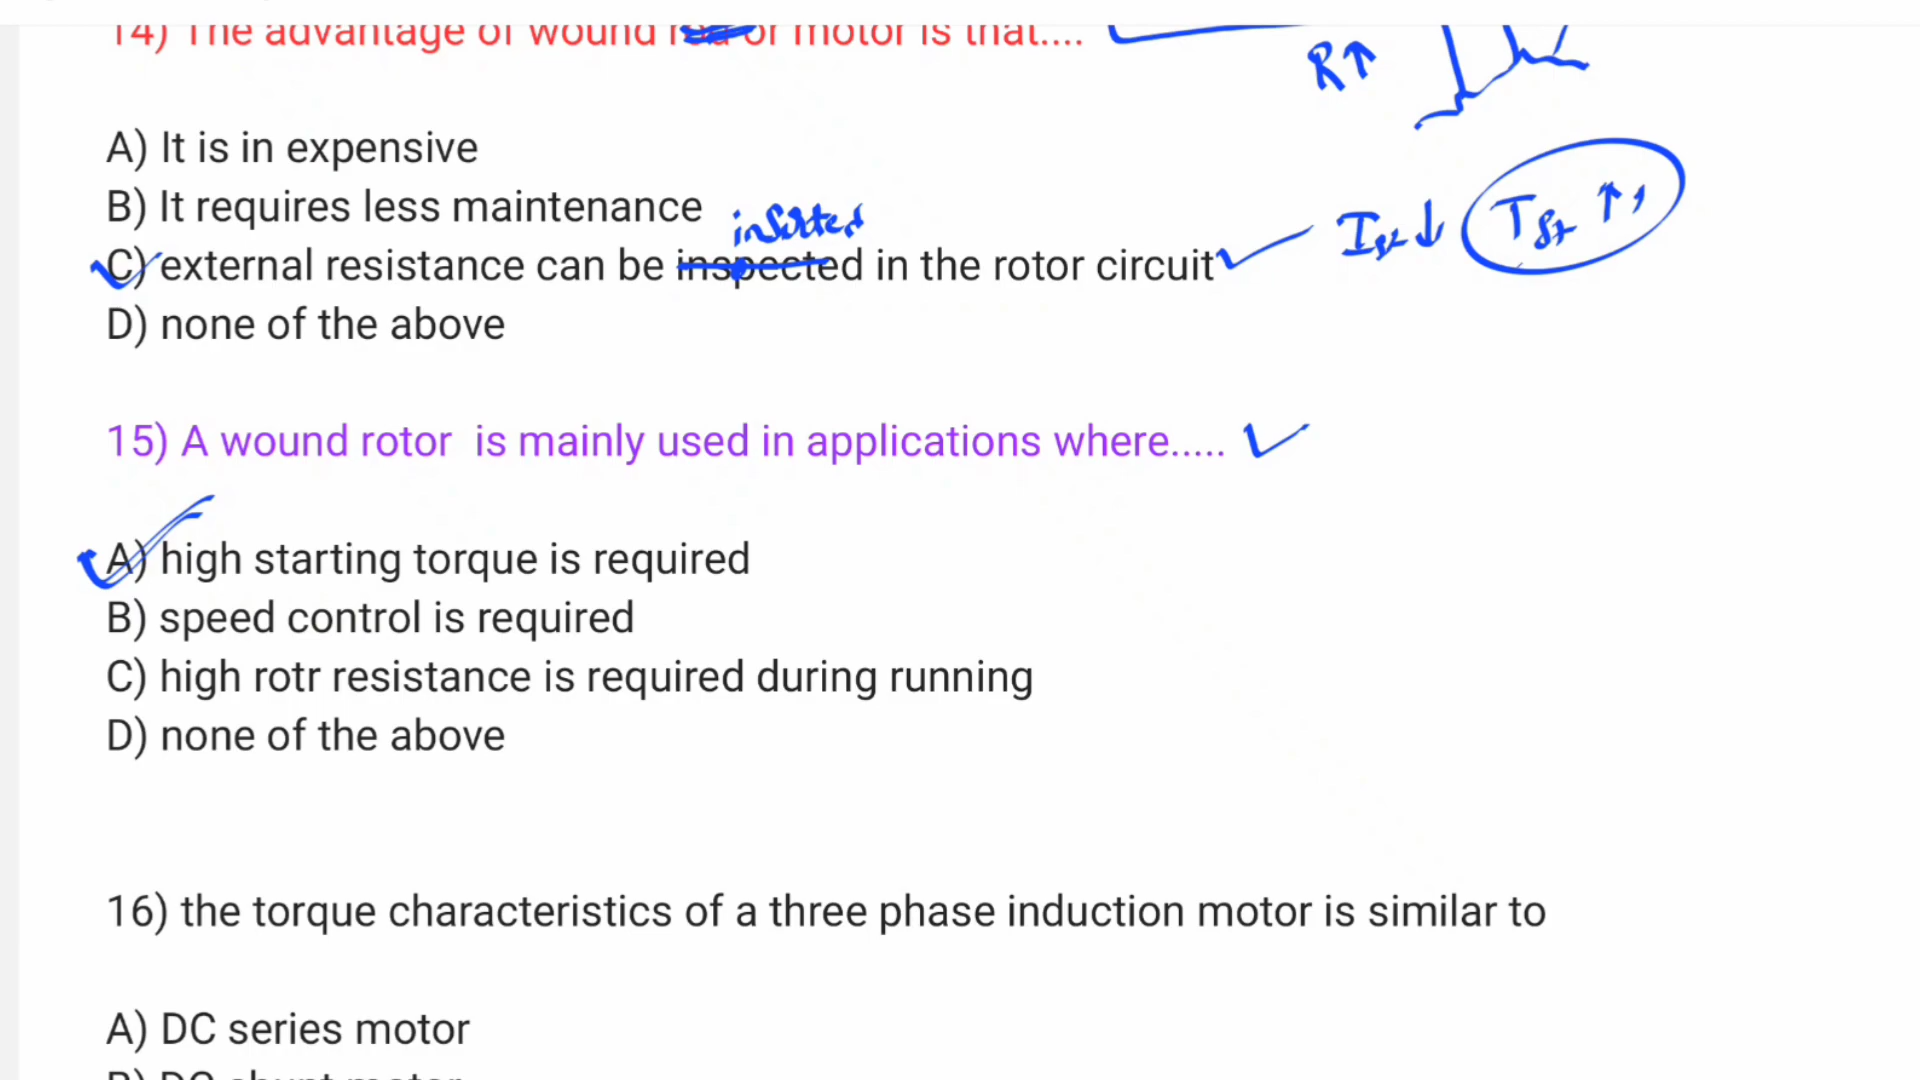 14) The advantage of wound or motor is that....
R↑
A) It is in expensive
B) It requires less maintenance
inserted
C) external resistance can be inspected in the rotor circuit
Ist↓ Tst↑,
D) none of the above
15) A wound rotor is mainly used in applications where.....
A) high starting torque is required
B) speed control is required
C) high rotr resistance is required during running
D) none of the above
16) the torque characteristics of a three phase induction motor is similar to
A) DC series motor
B) DC shunt motor